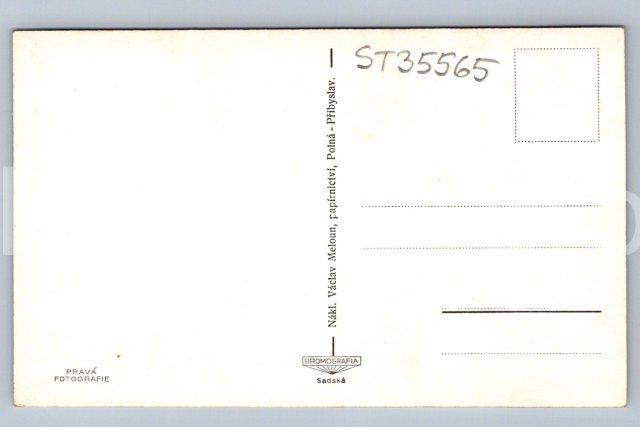 ST35565
Nákl. Václav Meloun, papírnictví, Polná - Přibyslav.
PRAVÁ
FOTOGRAFIE
BROMOGRAFIA
Sadská